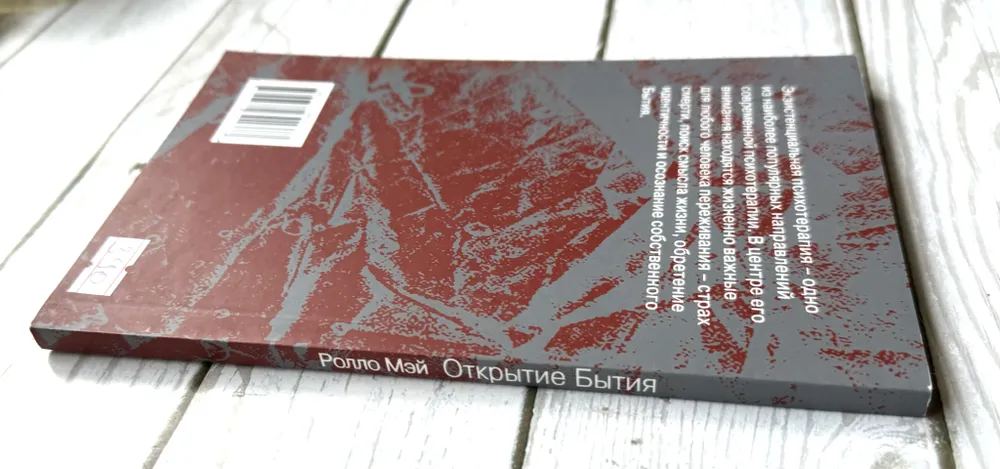 Экзистенциальная психотерапия – одно
из наиболее популярных направлений
современной психотерапии. В центре его
внимания находятся жизненно важные
для любого человека переживания – страх
смерти, поиск смысла жизни, обретение
идентичности и осознание собственного
Бытия.
Ролло Мэй Открытие Бытия